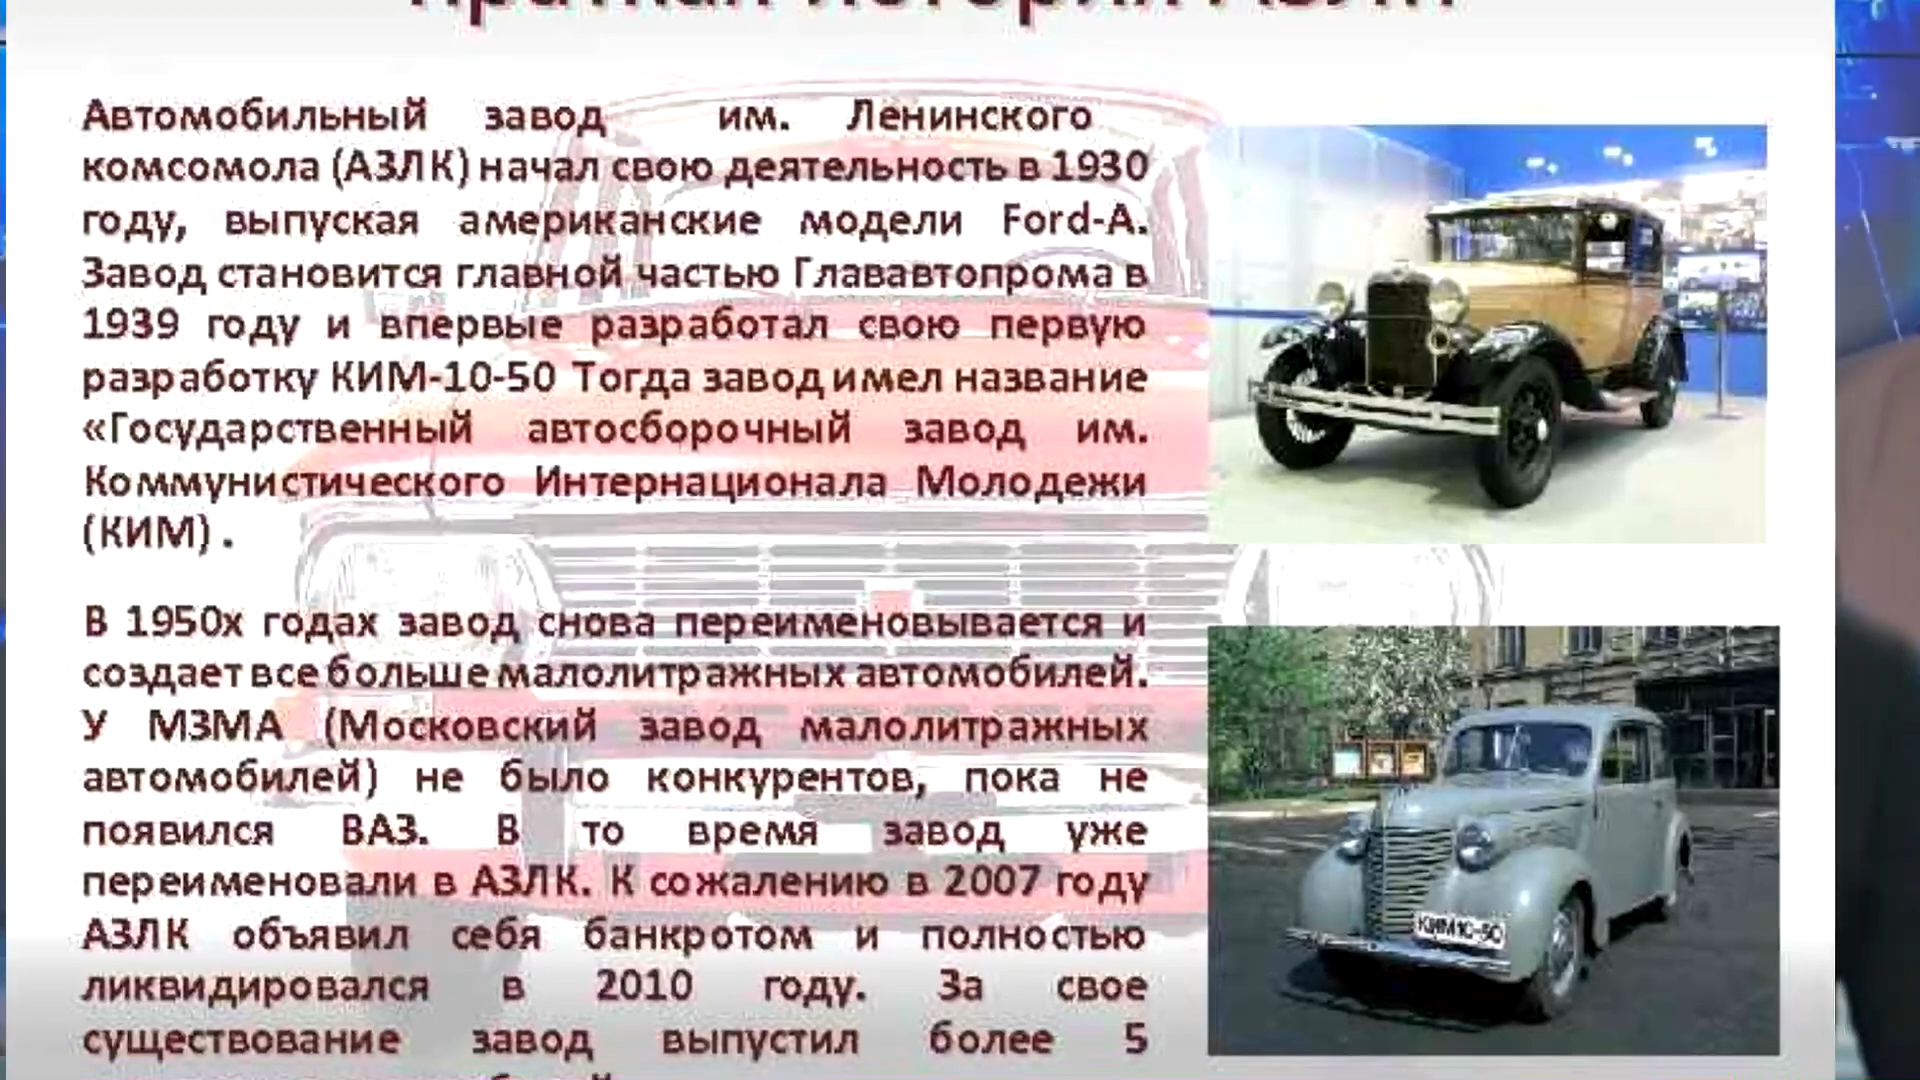 Краткая история АЗЛК
Автомобильный завод им. Ленинского
комсомола (АЗЛК) начал свою деятельность в 1930
году, выпуская американские модели Ford-A.
Завод становится главной частью Глававтопрома в
1939 году и впервые разработал свою первую
разработку КИМ-10-50 Тогда завод имел название
«Государственный автосборочный завод им.
Коммунистического Интернационала Молодежи
(КИМ) .
В 1950х годах завод снова переименовывается и
создает все больше малолитражных автомобилей.
У МЗМА (Московский завод малолитражных
автомобилей) не было конкурентов, пока не
появился ВАЗ. В то время завод уже
переименовали в АЗЛК. К сожалению в 2007 году
АЗЛК объявил себя банкротом и полностью
ликвидировался в 2010 году. За свое
существование завод выпустил более 5
КИМ10-50